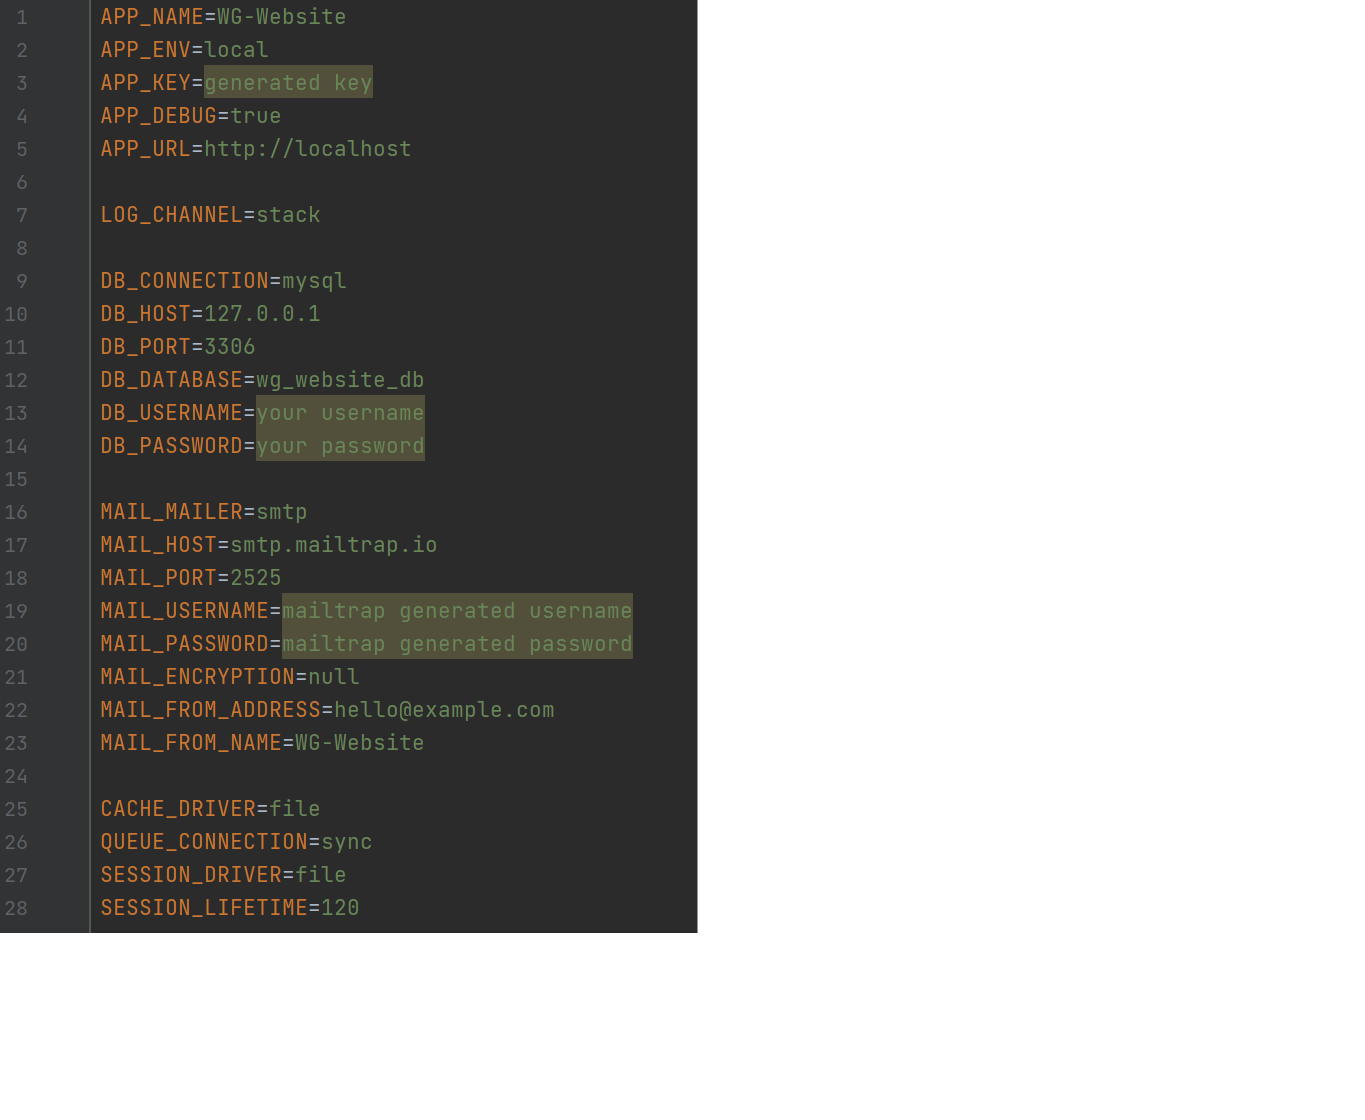 1 APP_NAME=WG-Website
2 APP_ENV=local
3 APP_KEY=generated key
4 APP_DEBUG=true
5 APP_URL=http://localhost
6
7 LOG_CHANNEL=stack
8
9 DB_CONNECTION=mysql
10 DB_HOST=127.0.0.1
11 DB_PORT=3306
12 DB_DATABASE=wg_website_db
13 DB_USERNAME=your username
14 DB_PASSWORD=your password
15
16 MAIL_MAILER=smtp
17 MAIL_HOST=smtp.mailtrap.io
18 MAIL_PORT=2525
19 MAIL_USERNAME=mailtrap generated username
20 MAIL_PASSWORD=mailtrap generated password
21 MAIL_ENCRYPTION=null
22 MAIL_FROM_ADDRESS=hello@example.com
23 MAIL_FROM_NAME=WG-Website
24
25 CACHE_DRIVER=file
26 QUEUE_CONNECTION=sync
27 SESSION_DRIVER=file
28 SESSION_LIFETIME=120